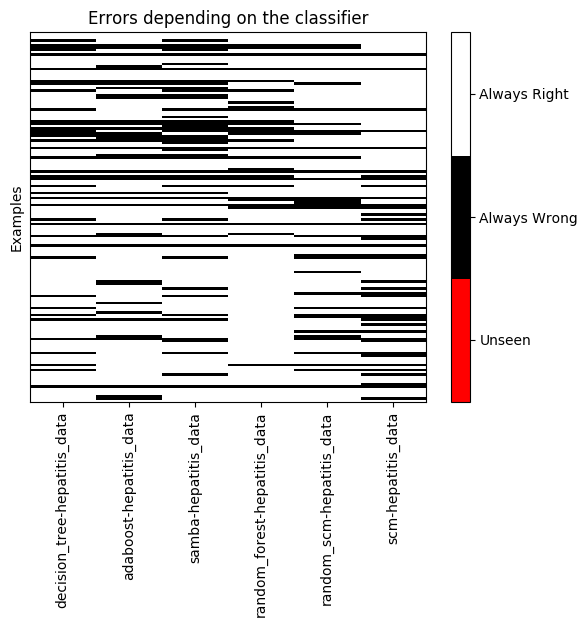 Errors depending on the classifier
Examples
Always Right
Always Wrong
Unseen
decision_tree-hepatitis_data
adaboost-hepatitis_data
samba-hepatitis_data
random_forest-hepatitis_data
random_scm-hepatitis_data
scm-hepatitis_data